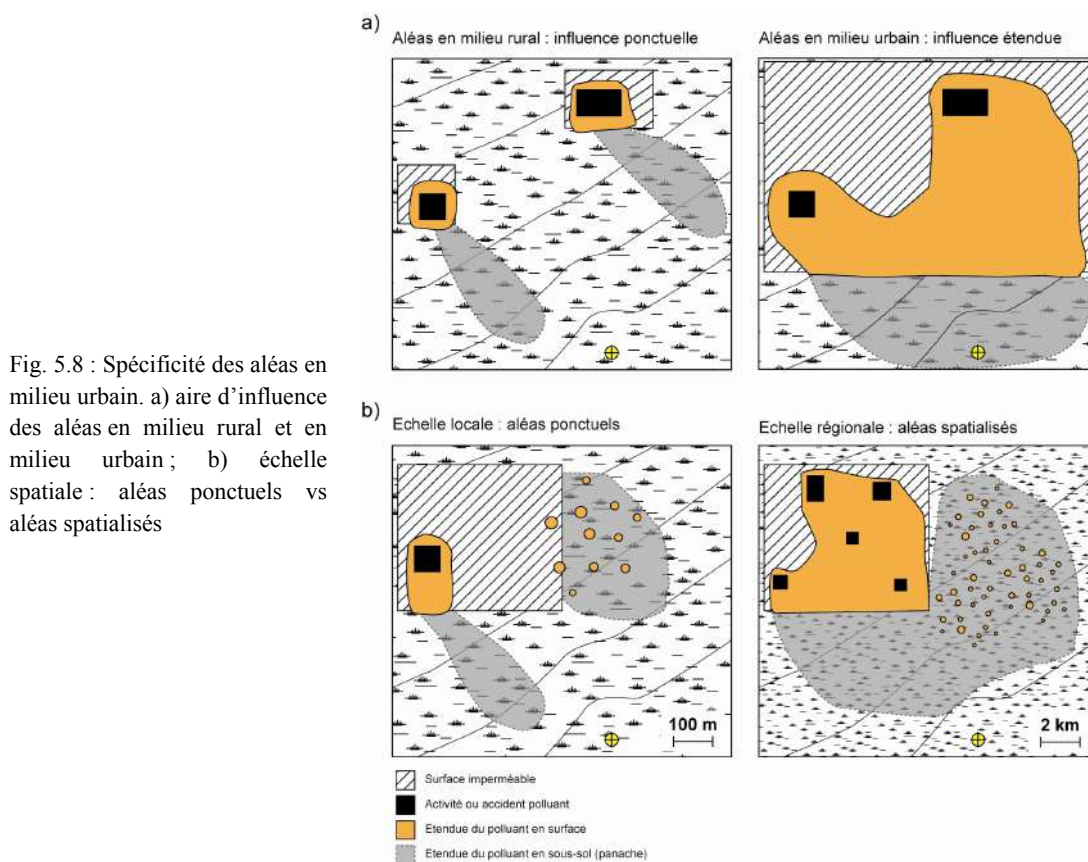 Fig. 5.8 : Spécificité des aléas en
milieu urbain. a) aire d’influence
des aléas en milieu rural et en
milieu urbain ; b) échelle
spatiale : aléas ponctuels vs
aléas spatialisés
a)
Aléas en milieu rural : influence ponctuelle
Aléas en milieu urbain : influence étendue
b)
Echelle locale : aléas ponctuels
Echelle régionale : aléas spatialisés
100 m
2 km
Surface imperméable
Activité ou accident polluant
Etendue du polluant en surface
Etendue du polluant en sous-sol (panache)